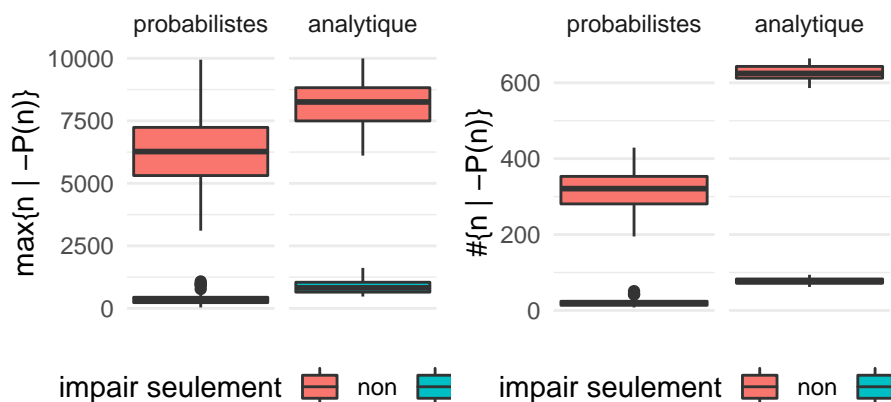 probabilistes analytique
max{n | −P(n)}
10000
7500
5000
2500
0
impair seulement non
probabilistes analytique
#{n | −P(n)}
600
400
200
0
impair seulement non